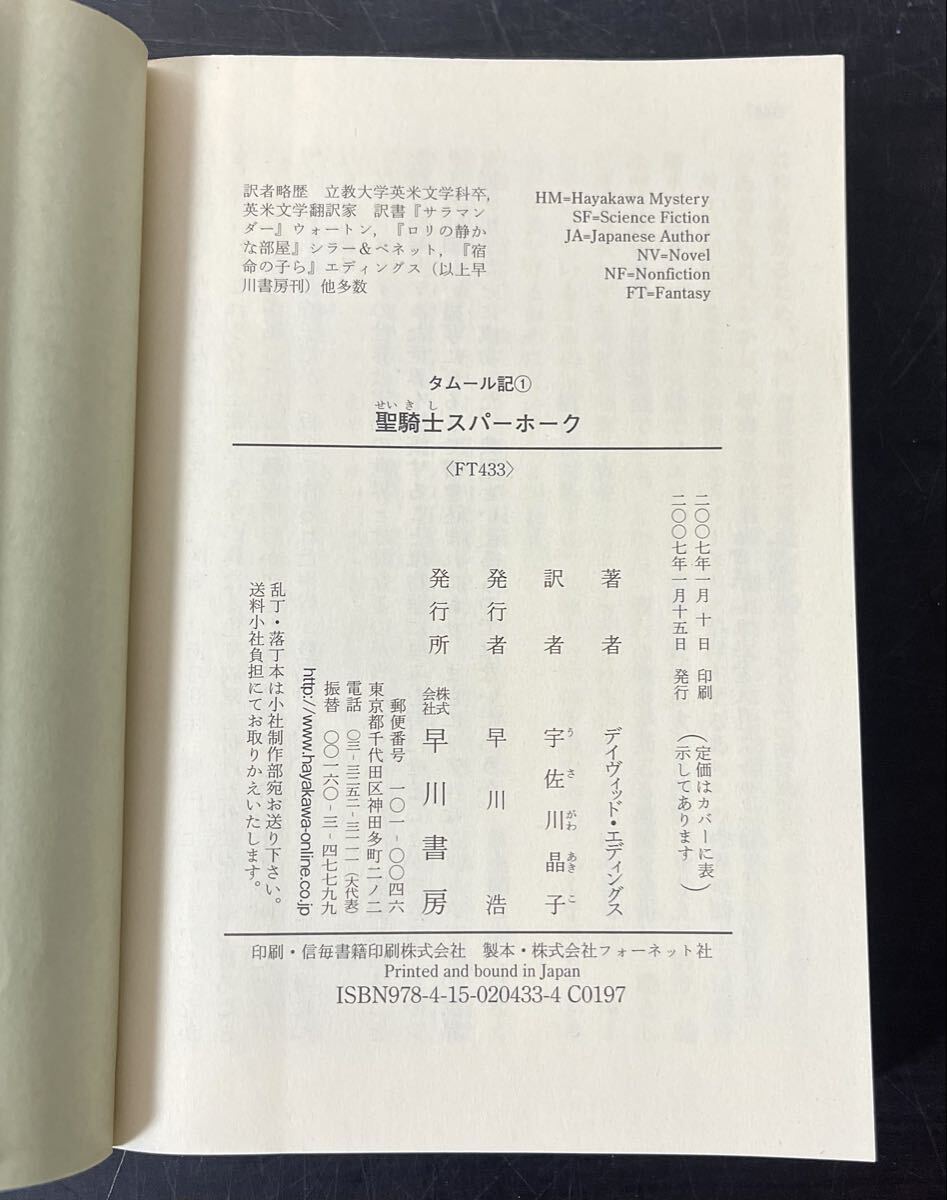 訳者略歴　立教大学英米文学科卒,
英米文学翻訳家　訳書『サラマン
ダー』ウォートン, 『ロリの静か
な部屋』シラー＆ベネット, 『宿
命の子ら』エディングス（以上早
川書房刊）他多数
HM=Hayakawa Mystery
SF=Science Fiction
JA=Japanese Author
NV=Novel
NF=Nonfiction
FT=Fantasy
タムール記①
せいきし
聖騎士スパーホーク
〈FT433〉
二〇〇七年一月 十 日　印刷
二〇〇七年一月十五日　発行
（定価はカバーに表
示してあります）
著者　デイヴィッド・エディングス
訳者　宇佐川晶子
うさがわあきこ
発行者　早川　浩
発行所　株式会社　早川書房
郵便番号　一〇一-〇〇四六
東京都千代田区神田多町二ノ二
電話　〇三-三二五二-三一一一（大代表）
振替　〇〇一六〇-三-四七七九九
http://www.hayakawa-online.co.jp
乱丁・落丁本は小社制作部宛お送り下さい。
送料小社負担にてお取りかえいたします。
印刷・信毎書籍印刷株式会社　製本・株式会社フォーネット社
Printed and bound in Japan
ISBN978-4-15-020433-4 C0197